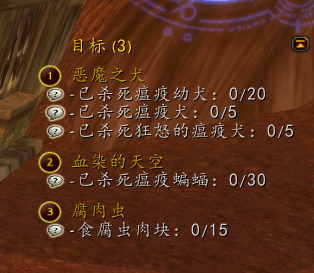 目标 (3)
1 恶魔之犬
? -已杀死瘟疫幼犬: 0/20
? -已杀死瘟疫犬: 0/5
? -已杀死狂怒的瘟疫犬: 0/5
2 血染的天空
? -已杀死瘟疫蝙蝠: 0/30
3 腐肉虫
? -食腐虫肉块: 0/15